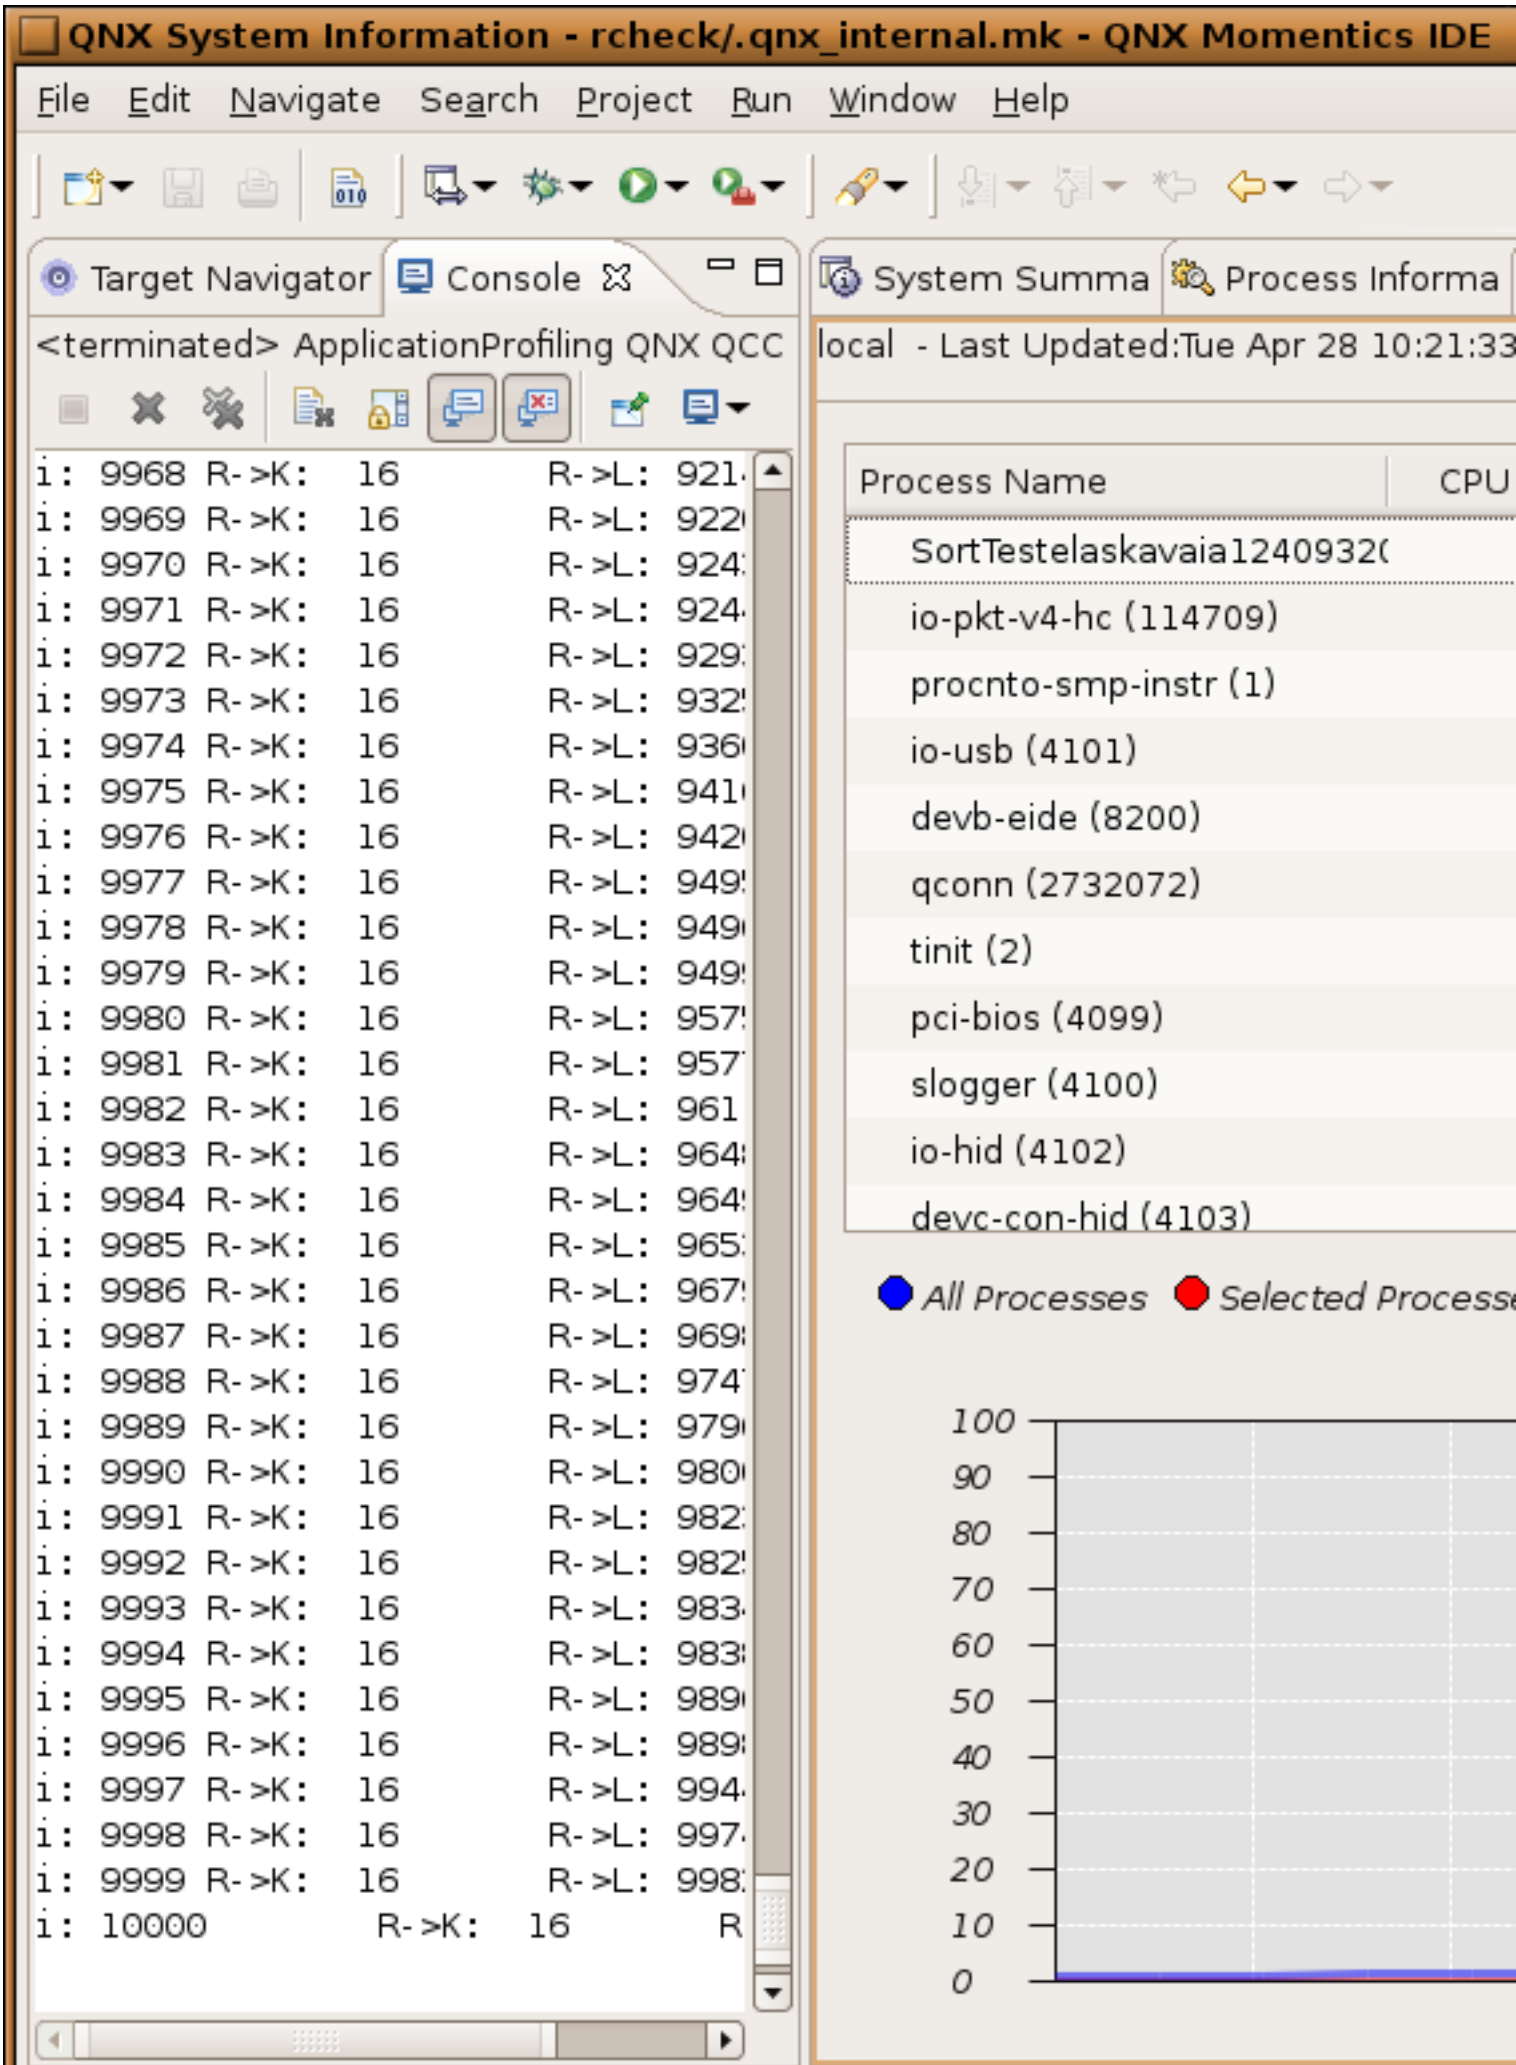 QNX System Information - rcheck/.qnx_internal.mk - QNX Momentics IDE
File Edit Navigate Search Project Run Window Help
010
Target Navigator Console
<terminated> ApplicationProfiling QNX QCC
i: 9968 R->K: 16 R->L:
i: 9969 R->K: 16 R->L:
i: 9970 R->K: 16 R->L:
i: 9971 R->K: 16 R->L:
i: 9972 R->K: 16 R->L:
i: 9973 R->K: 16 R->L:
i: 9974 R->K: 16 R->L:
i: 9975 R->K: 16 R->L:
i: 9976 R->K: 16 R->L:
i: 9977 R->K: 16 R->L:
i: 9978 R->K: 16 R->L:
i: 9979 R->K: 16 R->L:
i: 9980 R->K: 16 R->L:
i: 9981 R->K: 16 R->L:
i: 9982 R->K: 16 R->L: 961
i: 9983 R->K: 16 R->L:
i: 9984 R->K: 16 R->L:
i: 9985 R->K: 16 R->L:
i: 9986 R->K: 16 R->L:
i: 9987 R->K: 16 R->L:
i: 9988 R->K: 16 R->L:
i: 9989 R->K: 16 R->L:
i: 9990 R->K: 16 R->L:
i: 9991 R->K: 16 R->L:
i: 9992 R->K: 16 R->L:
i: 9993 R->K: 16 R->L:
i: 9994 R->K: 16 R->L:
i: 9995 R->K: 16 R->L:
i: 9996 R->K: 16 R->L:
i: 9997 R->K: 16 R->L:
i: 9998 R->K: 16 R->L:
i: 9999 R->K: 16 R->L:
i: 10000 R->K: 16 R
System Summa Process Informa
local - Last Updated:Tue Apr 28 10:21:33
Process Name CPU
SortTestelaskavaia1240932
io-pkt-v4-hc (114709)
procnto-smp-instr (1)
io-usb (4101)
devb-eide (8200)
qconn (2732072)
tinit (2)
pci-bios (4099)
slogger (4100)
io-hid (4102)
devc-con-hid (4103)
All Processes Selected Process
100
90
80
70
60
50
40
30
20
10
0